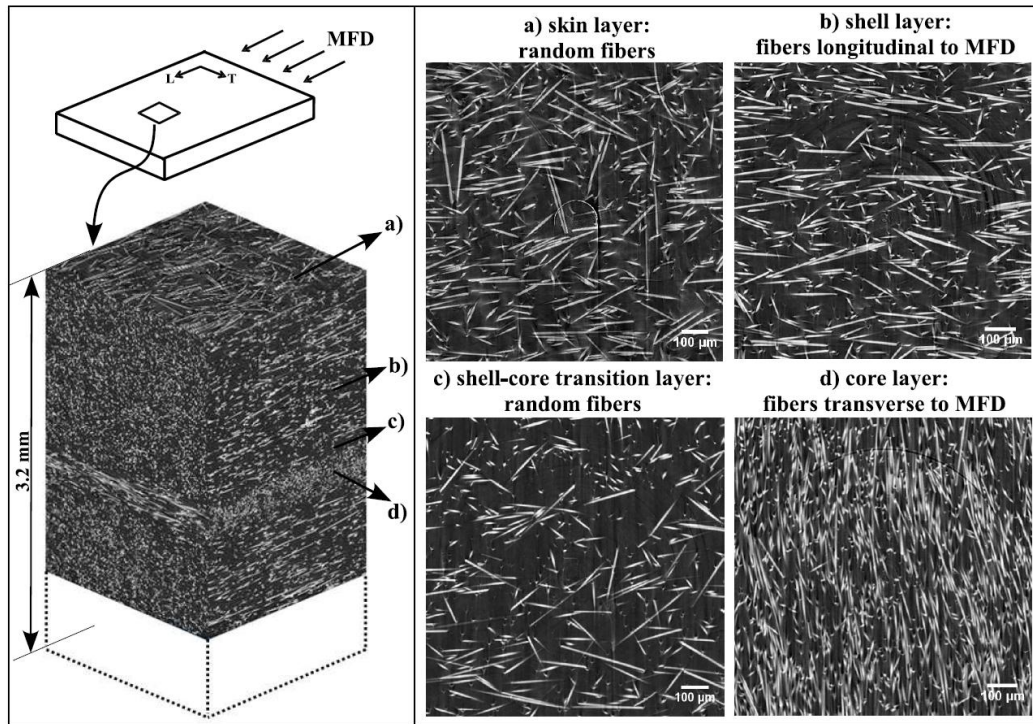 MFD
L
T
a)
b)
c)
d)
3.2 mm
a) skin layer:
random fibers
100 µm
b) shell layer:
fibers longitudinal to MFD
100 µm
c) shell-core transition layer:
random fibers
100 µm
d) core layer:
fibers transverse to MFD
100 µm